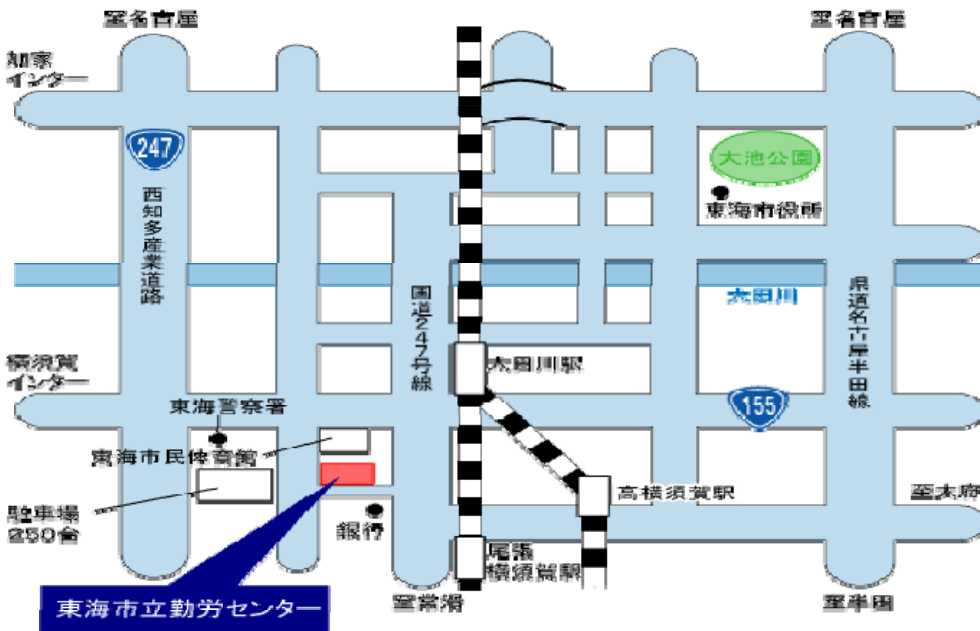 至名古屋
至名古屋
加家
インター
247
大池公園
東海市役所
西知多産業道路
大田川
国道247号線
県道名古屋半田線
横須賀
インター
太田川駅
155
東海警察署
東海市民体育館
高横須賀駅
至大府
駐車場
250台
銀行
尾張
横須賀駅
東海市立勤労センター
至常滑
至半田